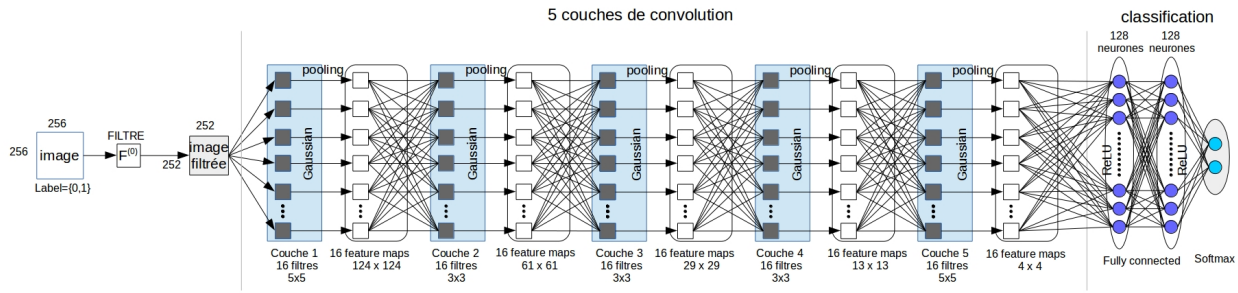 5 couches de convolution
classification
128
neurones
128
neurones
pooling
pooling
pooling
pooling
pooling
256
256
image
Label={0,1}
FILTRE
F(0)
252
252
image
filtrée
Gaussian
Gaussian
Gaussian
Gaussian
Gaussian
ReLU
ReLU
Couche 1
16 filtres
5x5
16 feature maps
124 x 124
Couche 2
16 filtres
3x3
16 feature maps
61 x 61
Couche 3
16 filtres
3x3
16 feature maps
29 x 29
Couche 4
16 filtres
3x3
16 feature maps
13 x 13
Couche 5
16 filtres
5x5
16 feature maps
4 x 4
Fully connected
Softmax